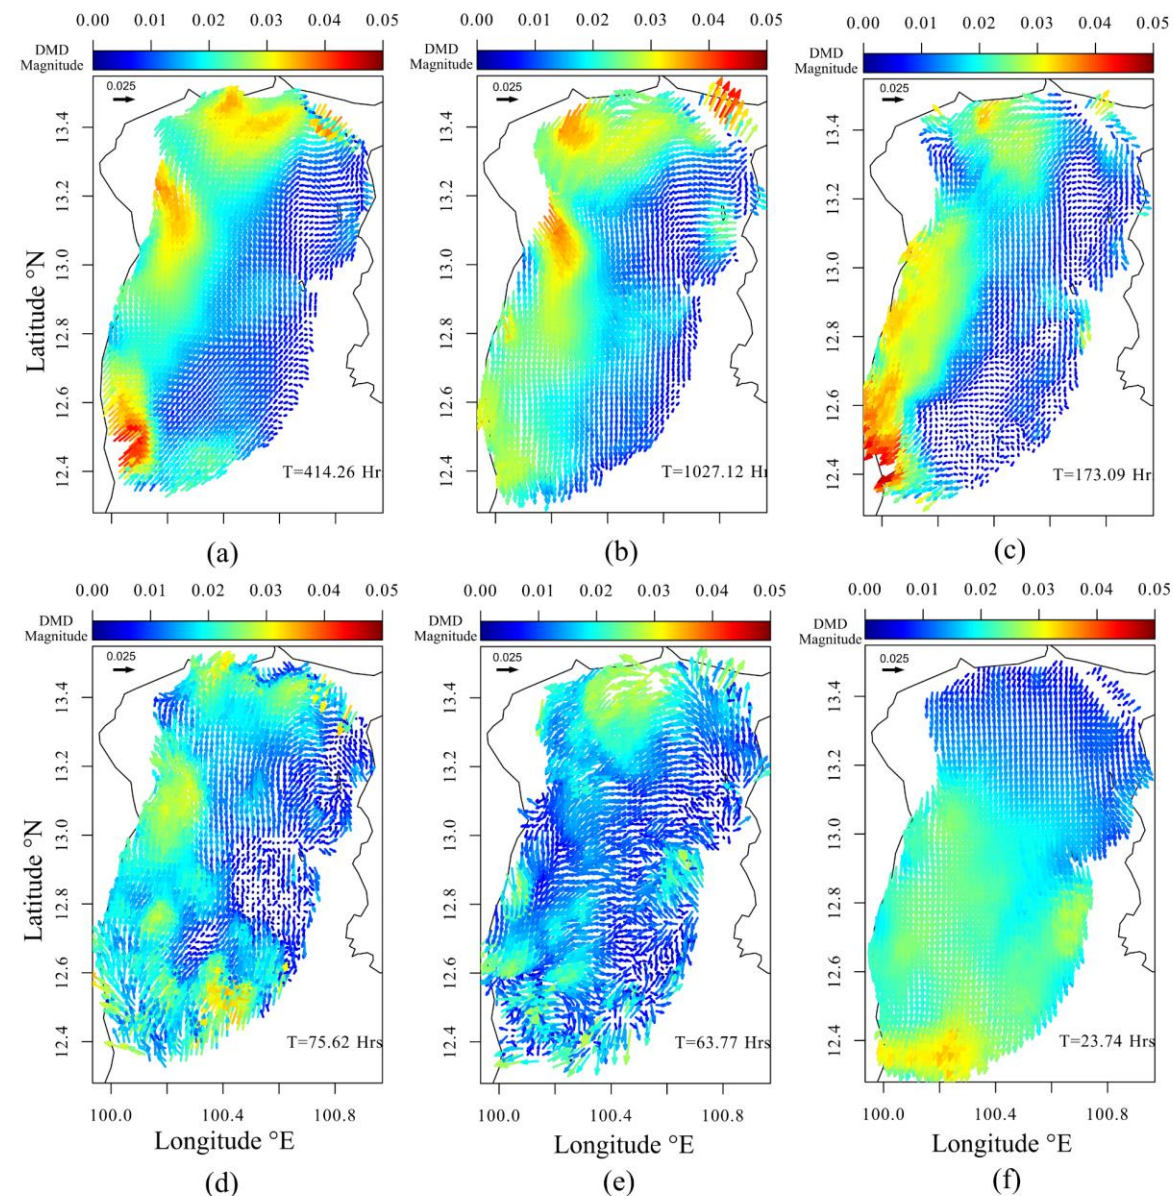 0.00 0.01 0.02 0.03 0.04 0.05
DMD
Magnitude
0.025
13.4
13.2
13.0
12.8
12.6
12.4
Latitude °N
T=414.26 Hr
(a)
0.00 0.01 0.02 0.03 0.04 0.05
DMD
Magnitude
0.025
13.4
13.2
13.0
12.8
12.6
12.4
T=1027.12 Hr
(b)
0.00 0.01 0.02 0.03 0.04 0.05
DMD
Magnitude
0.025
13.4
13.2
13.0
12.8
12.6
12.4
T=173.09 Hr
(c)
0.00 0.01 0.02 0.03 0.04 0.05
DMD
Magnitude
0.025
13.4
13.2
13.0
12.8
12.6
12.4
Latitude °N
T=75.62 Hrs
100.0 100.4 100.8
Longitude °E
(d)
0.00 0.01 0.02 0.03 0.04 0.05
DMD
Magnitude
0.025
13.4
13.2
13.0
12.8
12.6
12.4
T=63.77 Hrs
100.0 100.4 100.8
Longitude °E
(e)
0.00 0.01 0.02 0.03 0.04 0.05
DMD
Magnitude
0.025
13.4
13.2
13.0
12.8
12.6
12.4
T=23.74 Hrs
100.0 100.4 100.8
Longitude °E
(f)